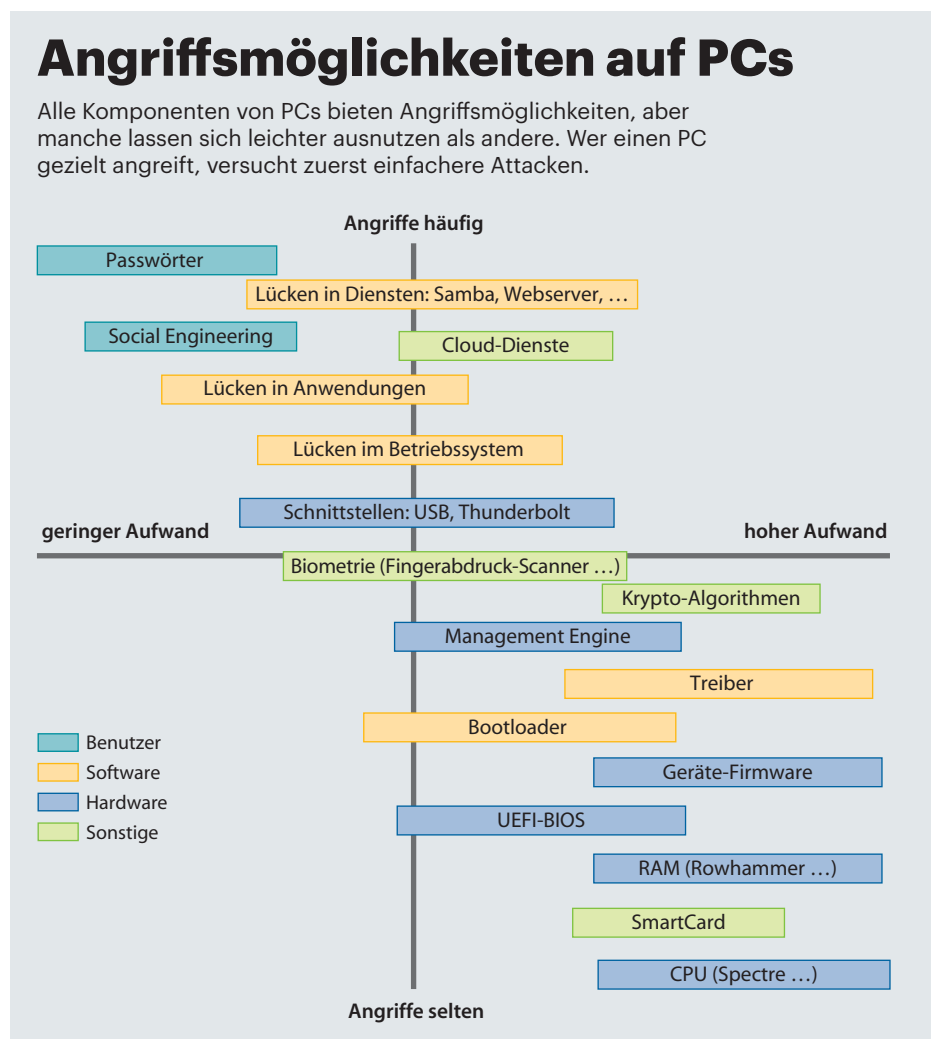 Angriffsmöglichkeiten auf PCs
Alle Komponenten von PCs bieten Angriffsmöglichkeiten, aber
manche lassen sich leichter ausnutzen als andere. Wer einen PC
gezielt angreift, versucht zuerst einfachere Attacken.
Angriffe häufig
Passwörter
Lücken in Diensten: Samba, Webserver, …
Social Engineering
Cloud-Dienste
Lücken in Anwendungen
Lücken im Betriebssystem
Schnittstellen: USB, Thunderbolt
geringer Aufwand
hoher Aufwand
Biometrie (Fingerabdruck-Scanner …)
Krypto-Algorithmen
Management Engine
Treiber
Bootloader
Geräte-Firmware
UEFI-BIOS
RAM (Rowhammer …)
SmartCard
CPU (Spectre …)
Angriffe selten
Benutzer
Software
Hardware
Sonstige